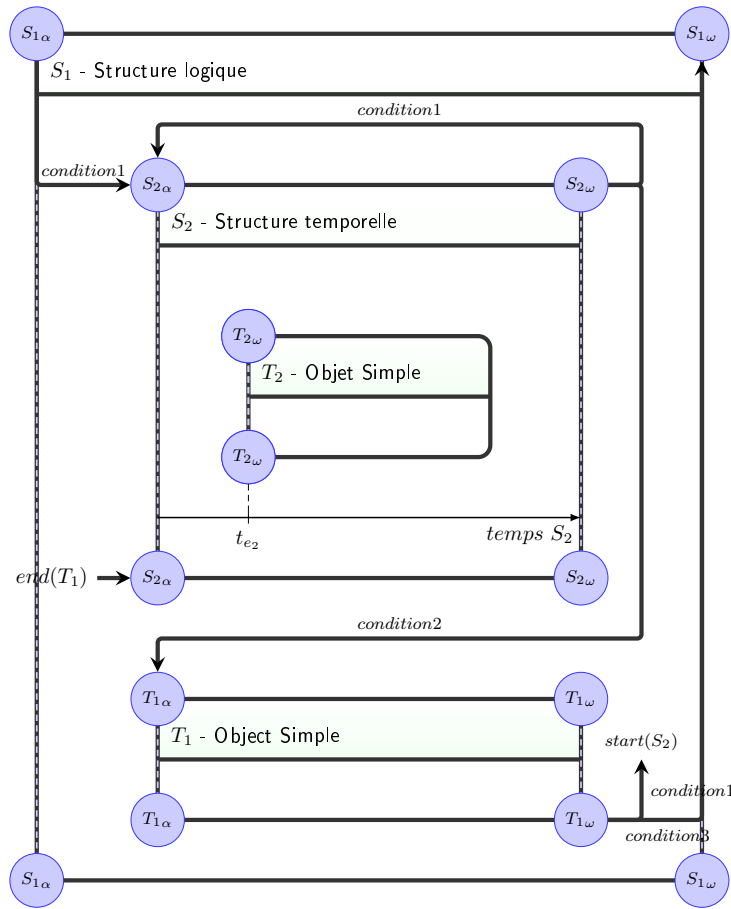 S1α
S1ω
S1 - Structure logique
condition1
condition1
S2α
S2ω
S2 - Structure temporelle
T2ω
T2 - Objet Simple
T2ω
te2
temps S2
end(T1)
S2α
S2ω
condition2
T1α
T1ω
T1 - Object Simple
start(S2)
condition1
T1α
T1ω
condition3
S1α
S1ω